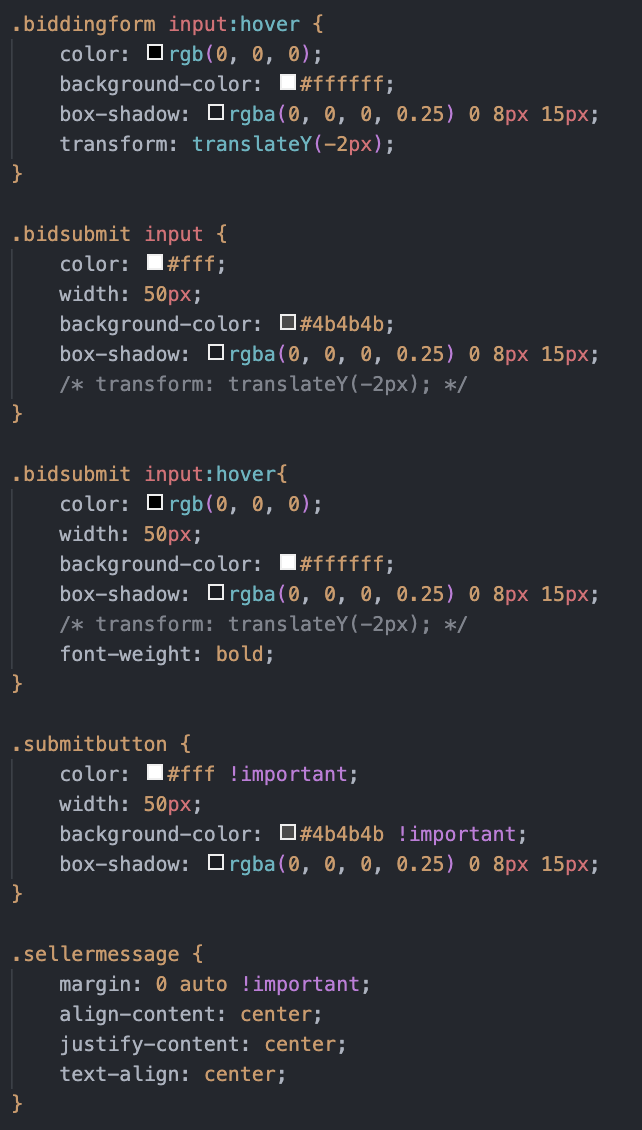 .biddingform input:hover {
    color: rgb(0, 0, 0);
    background-color: #ffffff;
    box-shadow: rgba(0, 0, 0, 0.25) 0 8px 15px;
    transform: translateY(-2px);
}

.bidsubmit input {
    color: #fff;
    width: 50px;
    background-color: #4b4b4b;
    box-shadow: rgba(0, 0, 0, 0.25) 0 8px 15px;
    /* transform: translateY(-2px); */
}

.bidsubmit input:hover{
    color: rgb(0, 0, 0);
    width: 50px;
    background-color: #ffffff;
    box-shadow: rgba(0, 0, 0, 0.25) 0 8px 15px;
    /* transform: translateY(-2px); */
    font-weight: bold;
}

.submitbutton {
    color: #fff !important;
    width: 50px;
    background-color: #4b4b4b !important;
    box-shadow: rgba(0, 0, 0, 0.25) 0 8px 15px;
}

.sellermessage {
    margin: 0 auto !important;
    align-content: center;
    justify-content: center;
    text-align: center;
}